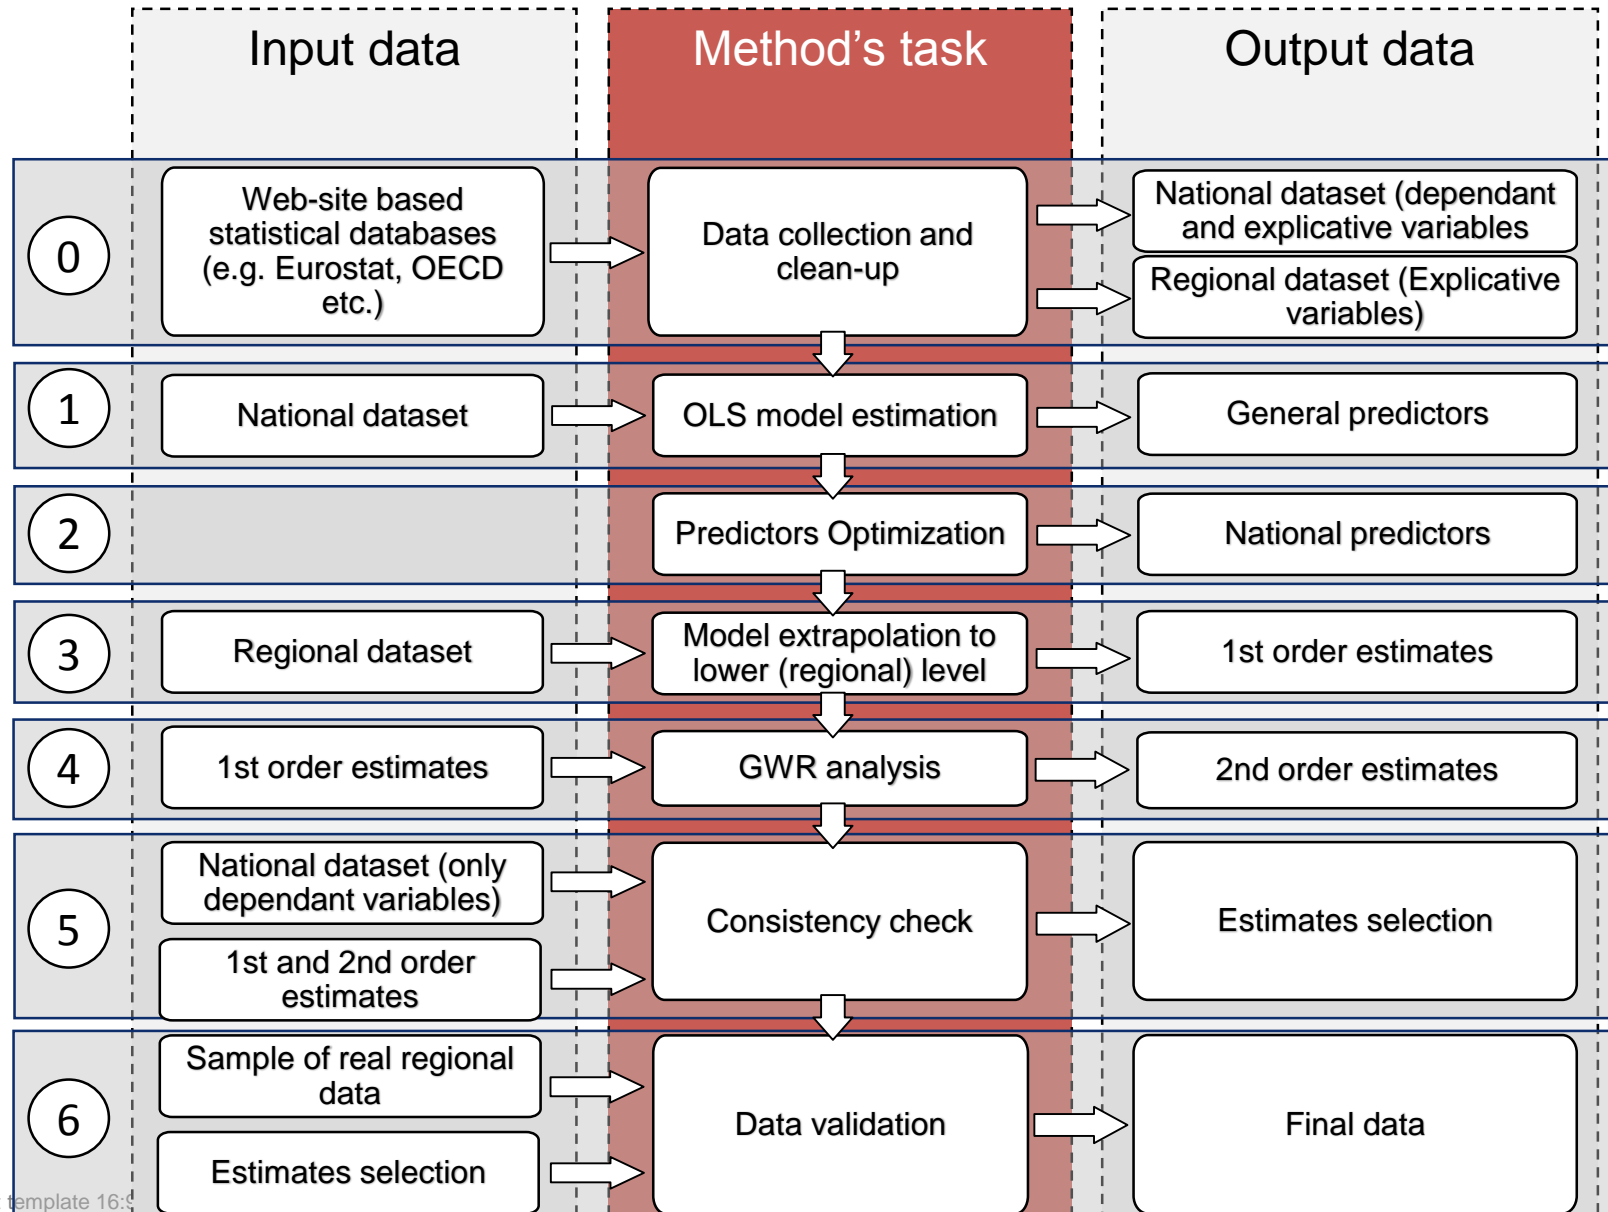 Input data
Method's task
Output data
0
Web-site based
statistical databases
(e.g. Eurostat, OECD
etc.)
Data collection and
clean-up
National dataset (dependant
and explicative variables
Regional dataset (Explicative
variables)
1
National dataset
OLS model estimation
General predictors
2
Predictors Optimization
National predictors
3
Regional dataset
Model extrapolation to
lower (regional) level
1st order estimates
4
1st order estimates
GWR analysis
2nd order estimates
5
National dataset (only
dependant variables)
1st and 2nd order
estimates
Consistency check
Estimates selection
6
Sample of real regional
data
Estimates selection
Data validation
Final data
template 16:9